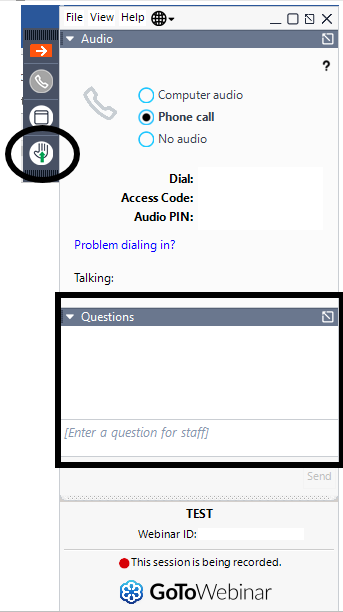 File View Help
Audio
?
Computer audio
Phone call
No audio
Dial:
Access Code:
Audio PIN:
Problem dialing in?
Talking:
Questions
[Enter a question for staff]
Send
TEST
Webinar ID:
This session is being recorded.
GoToWebinar